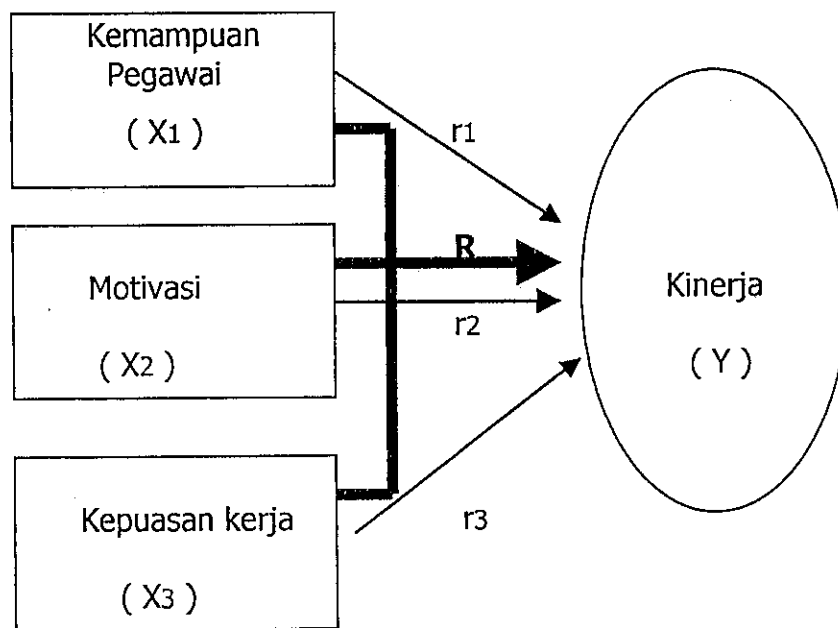 Kemampuan
Pegawai
( X1 )
r1
R
Motivasi
( X2 )
r2
Kinerja
( Y )
Kepuasan kerja
( X3 )
r3